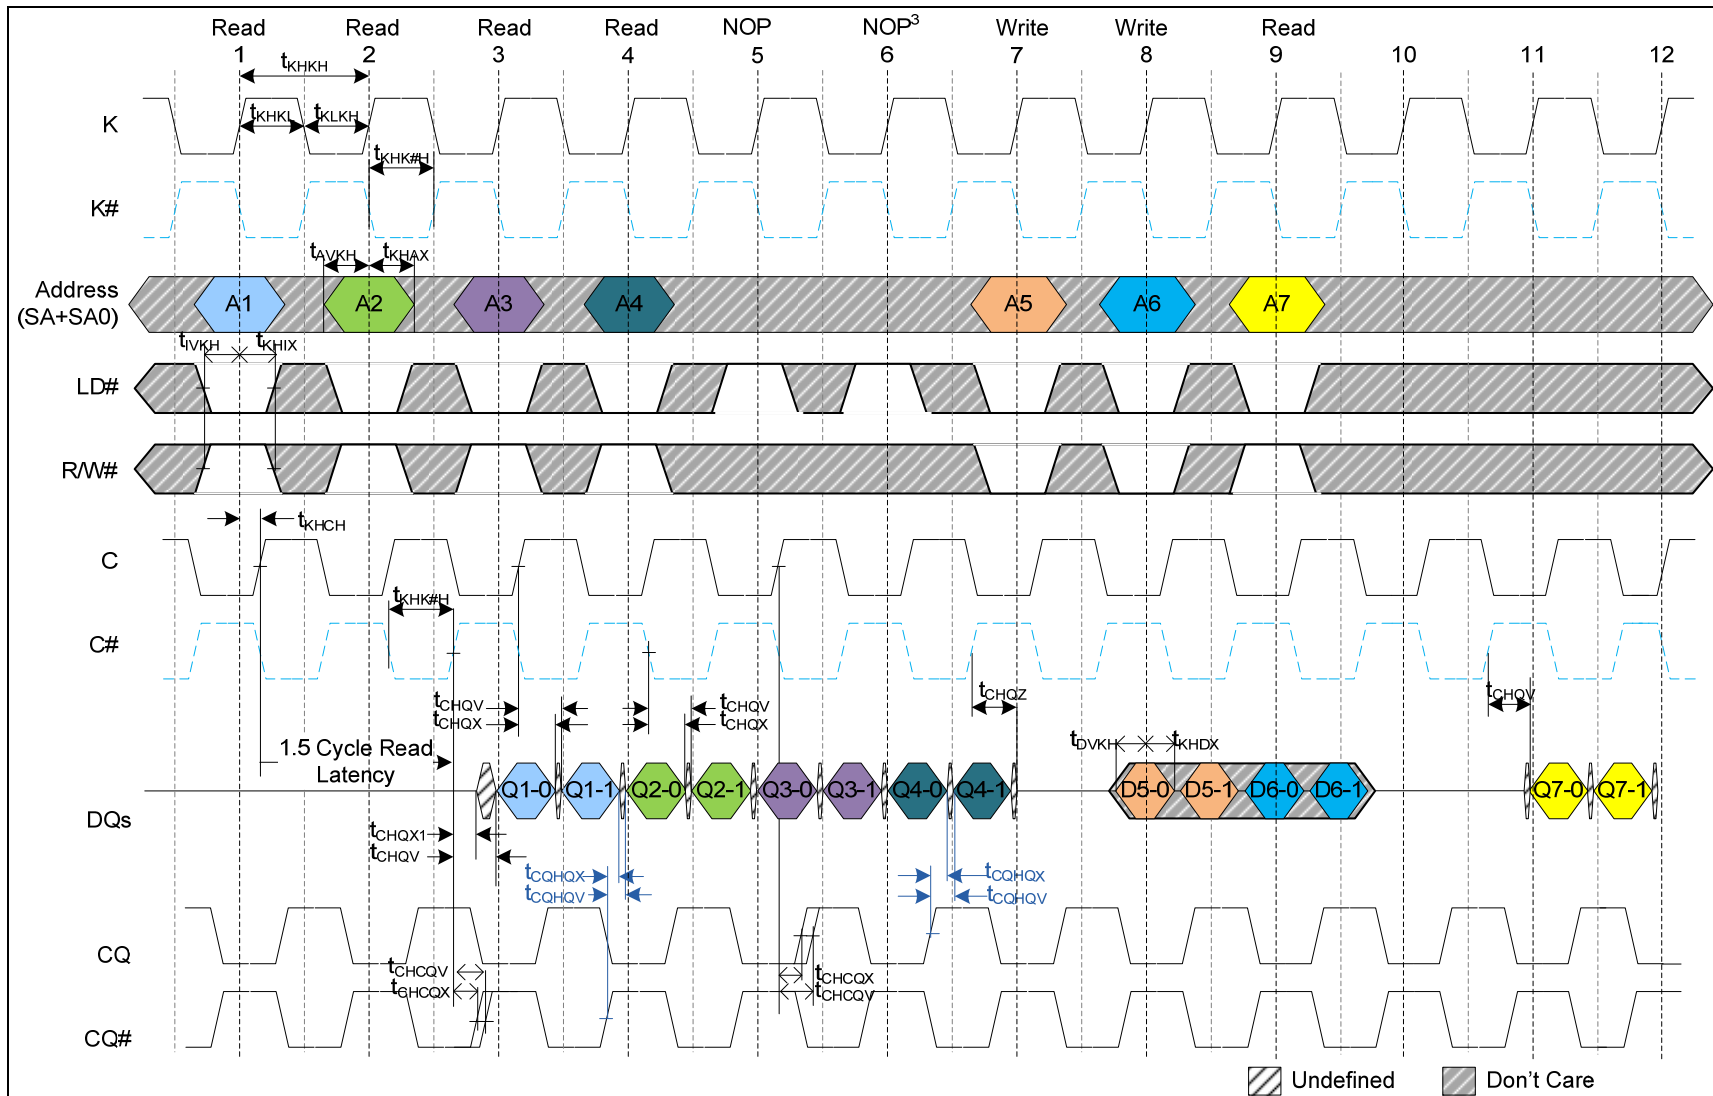 Read Read Read Read NOP NOP3 Write Write Read
1 2 3 4 5 6 7 8 9 10 11 12
tKHKH
K
tKHKL tKLKH
tKHK#H
K#
tAVKH tKHAX
Address
(SA+SA0)
A1 A2 A3 A4 A5 A6 A7
tIVKH tKHIX
LD#
R/W#
tKHCH
C
tKHK#H
C#
tCHQV tCHQV tCHQZ tCHQV
tCHQX tCHQX
1.5 Cycle Read
Latency
tDVKH tKHDX
DQs
Q1-0 Q1-1 Q2-0 Q2-1 Q3-0 Q3-1 Q4-0 Q4-1 D5-0 D5-1 D6-0 D6-1 Q7-0 Q7-1
tCHQX1
tCHQV
tCQHQX tCQHQX
tCQHQV tCQHQV
CQ
tCHCQV tCHCQX
tCHCQX tCHCQV
CQ#
Undefined Don't Care